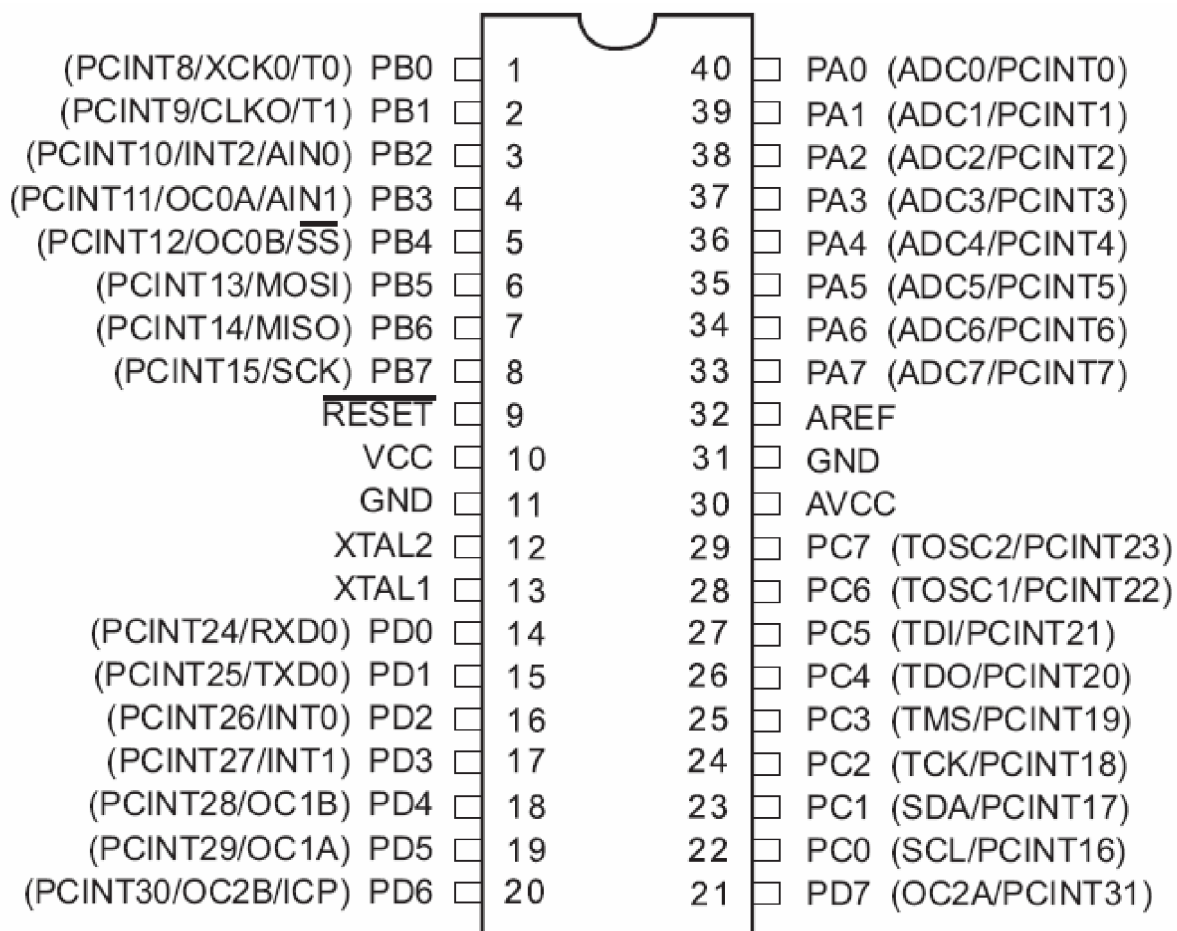 (PCINT8/XCK0/T0) PB0 1 40 PA0 (ADC0/PCINT0)
(PCINT9/CLKO/T1) PB1 2 39 PA1 (ADC1/PCINT1)
(PCINT10/INT2/AIN0) PB2 3 38 PA2 (ADC2/PCINT2)
(PCINT11/OC0A/AIN1) PB3 4 37 PA3 (ADC3/PCINT3)
(PCINT12/OC0B/SS) PB4 5 36 PA4 (ADC4/PCINT4)
(PCINT13/MOSI) PB5 6 35 PA5 (ADC5/PCINT5)
(PCINT14/MISO) PB6 7 34 PA6 (ADC6/PCINT6)
(PCINT15/SCK) PB7 8 33 PA7 (ADC7/PCINT7)
RESET 9 32 AREF
VCC 10 31 GND
GND 11 30 AVCC
XTAL2 12 29 PC7 (TOSC2/PCINT23)
XTAL1 13 28 PC6 (TOSC1/PCINT22)
(PCINT24/RXD0) PD0 14 27 PC5 (TDI/PCINT21)
(PCINT25/TXD0) PD1 15 26 PC4 (TDO/PCINT20)
(PCINT26/INT0) PD2 16 25 PC3 (TMS/PCINT19)
(PCINT27/INT1) PD3 17 24 PC2 (TCK/PCINT18)
(PCINT28/OC1B) PD4 18 23 PC1 (SDA/PCINT17)
(PCINT29/OC1A) PD5 19 22 PC0 (SCL/PCINT16)
(PCINT30/OC2B/ICP) PD6 20 21 PD7 (OC2A/PCINT31)